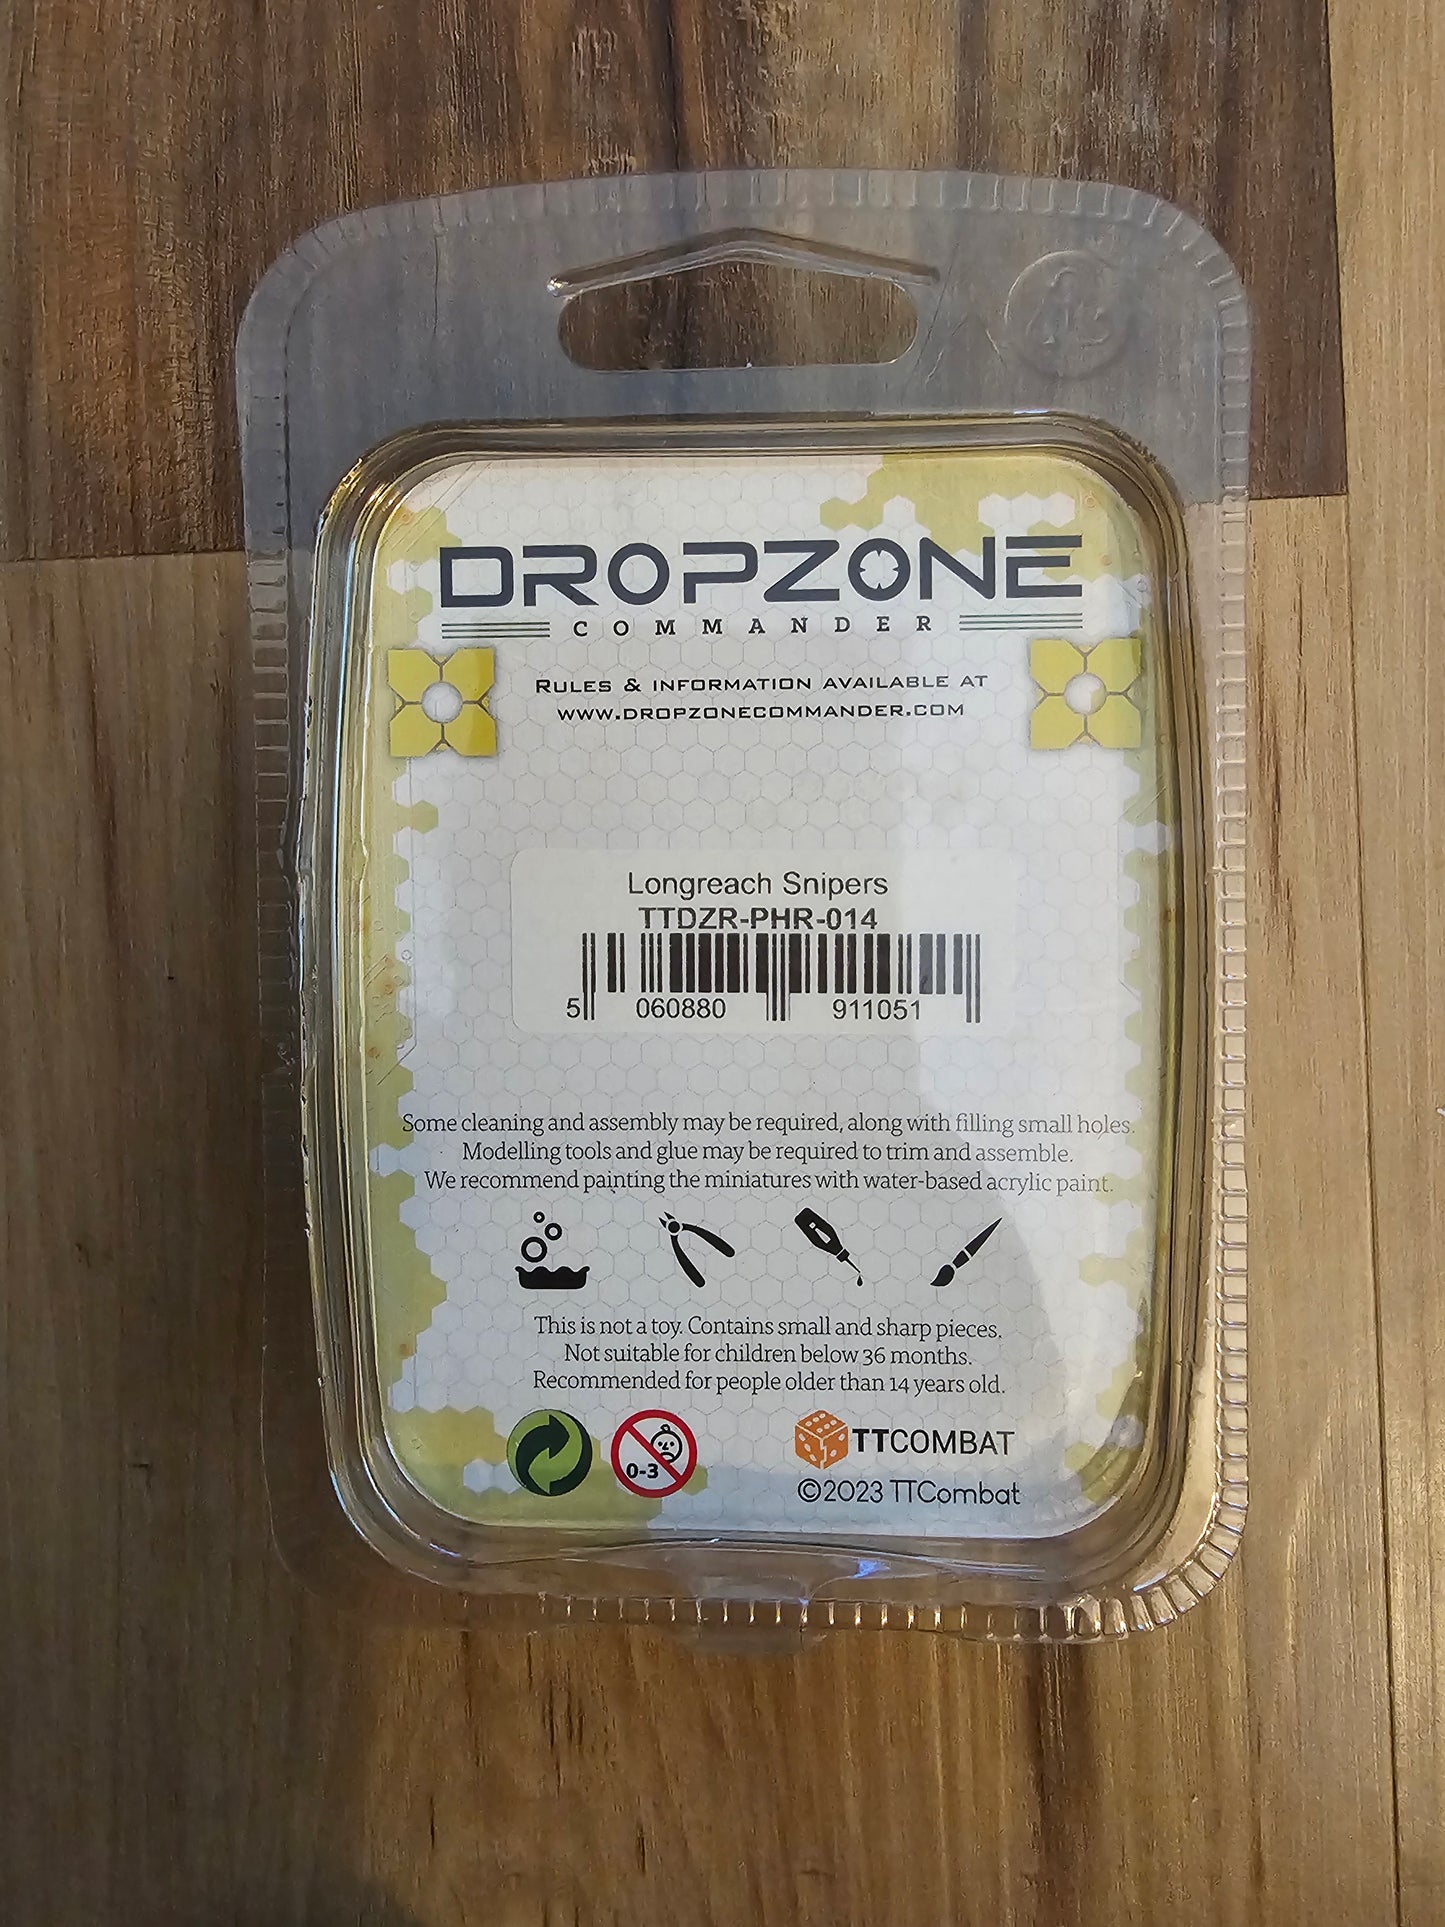 DROPZONE
COMMANDER
RULES & INFORMATION AVAILABLE AT
WWW.DROPZONECOMMANDER.COM
Longreach Snipers
TTDZR-PHR-014
5 060880 911051
Some cleaning and assembly may be required, along with filling small holes.
Modelling tools and glue may be required to trim and assemble.
We recommend painting the miniatures with water-based acrylic paint.
This is not a toy. Contains small and sharp pieces.
Not suitable for children below 36 months.
Recommended for people older than 14 years old.
0-3
TTCOMBAT
©2023 TTCombat